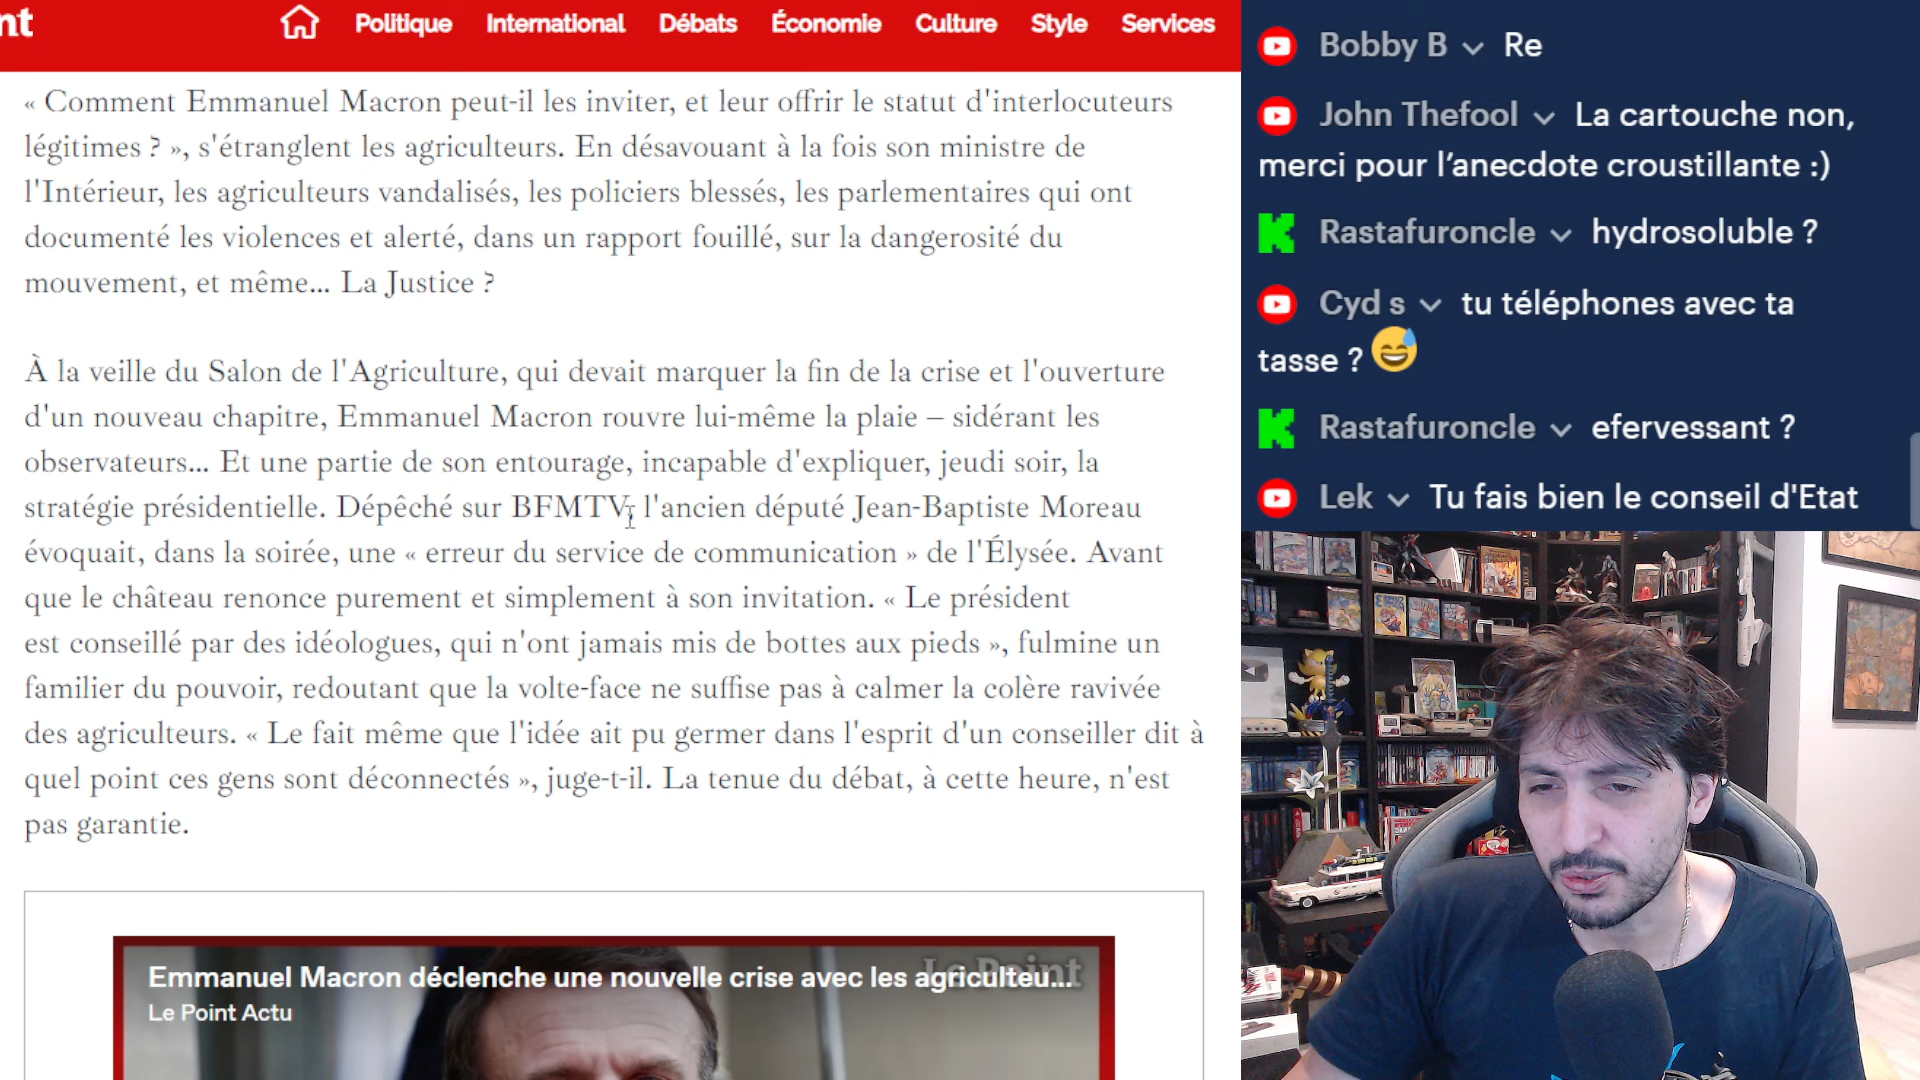 nt
Politique International Débats Économie Culture Style Services
« Comment Emmanuel Macron peut-il les inviter, et leur offrir le statut d'interlocuteurs
légitimes ? », s'étranglent les agriculteurs. En désavouant à la fois son ministre de
l'Intérieur, les agriculteurs vandalisés, les policiers blessés, les parlementaires qui ont
documenté les violences et alerté, dans un rapport fouillé, sur la dangerosité du
mouvement, et même... La Justice ?
À la veille du Salon de l'Agriculture, qui devait marquer la fin de la crise et l'ouverture
d'un nouveau chapitre, Emmanuel Macron rouvre lui-même la plaie – sidérant les
observateurs... Et une partie de son entourage, incapable d'expliquer, jeudi soir, la
stratégie présidentielle. Dépêché sur BFMTV, l'ancien député Jean-Baptiste Moreau
évoquait, dans la soirée, une « erreur du service de communication » de l'Élysée. Avant
que le château renonce purement et simplement à son invitation. « Le président
est conseillé par des idéologues, qui n'ont jamais mis de bottes aux pieds », fulmine un
familier du pouvoir, redoutant que la volte-face ne suffise pas à calmer la colère ravivée
des agriculteurs. « Le fait même que l'idée ait pu germer dans l'esprit d'un conseiller dit à
quel point ces gens sont déconnectés », juge-t-il. La tenue du débat, à cette heure, n'est
pas garantie.
Le Point
Emmanuel Macron déclenche une nouvelle crise avec les agriculteu...
Le Point Actu
Bobby B Re
John Thefool La cartouche non,
merci pour l’anecdote croustillante :)
Rastafuroncle hydrosoluble ?
Cyd s tu téléphones avec ta
tasse ? 😅
Rastafuroncle efervessant ?
Lek Tu fais bien le conseil d'Etat